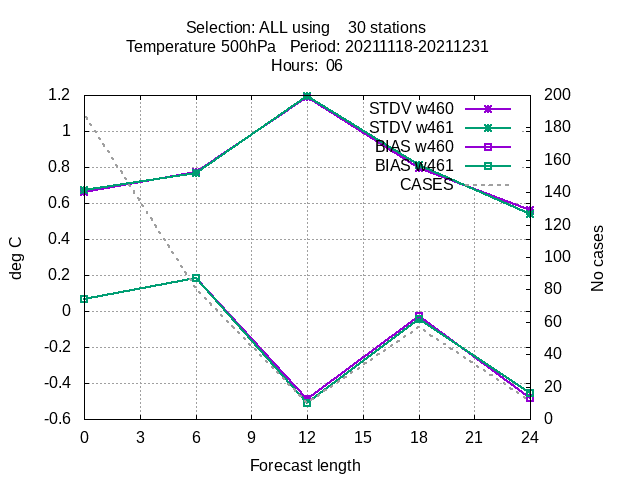 Selection: ALL using    30 stations
Temperature 500hPa   Period: 20211118-20211231
Hours:  06
1.2
1
0.8
0.6
0.4
0.2
0
-0.2
-0.4
-0.6
deg C
STDV w460
STDV w461
BIAS w460
BIAS w461
CASES
200
180
160
140
120
100
80
60
40
20
0
No cases
0 3 6 9 12 15 18 21 24
Forecast length